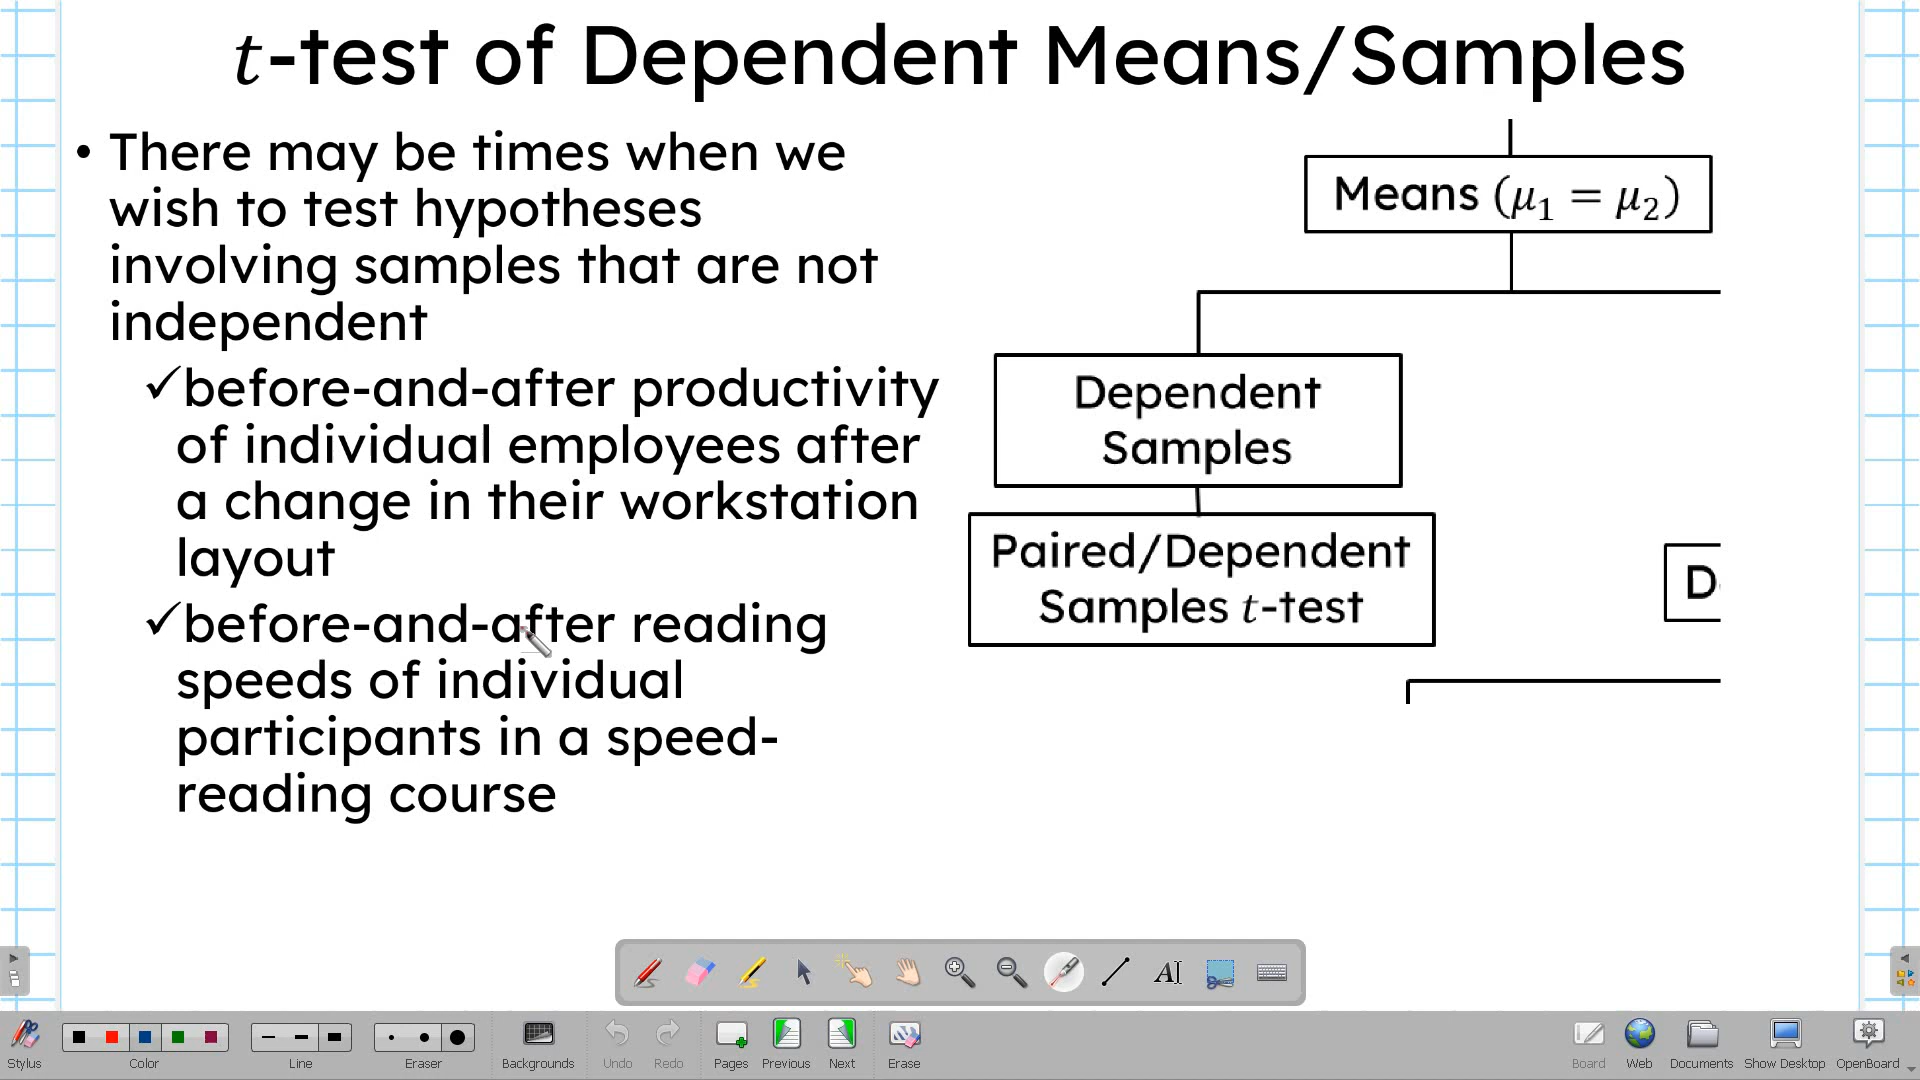 t-test of Dependent Means/Samples
• There may be times when we
wish to test hypotheses
involving samples that are not
independent
✓before-and-after productivity
of individual employees after
a change in their workstation
layout
✓before-and-after reading
speeds of individual
participants in a speed-
reading course
Means (μ₁ = μ₂)
Dependent
Samples
Paired/Dependent
Samples t-test
D
AI
Stylus
Color
Line
Eraser
Backgrounds
Undo
Redo
Pages
Previous
Next
Erase
Board
Web
Documents
Show Desktop
OpenBoard